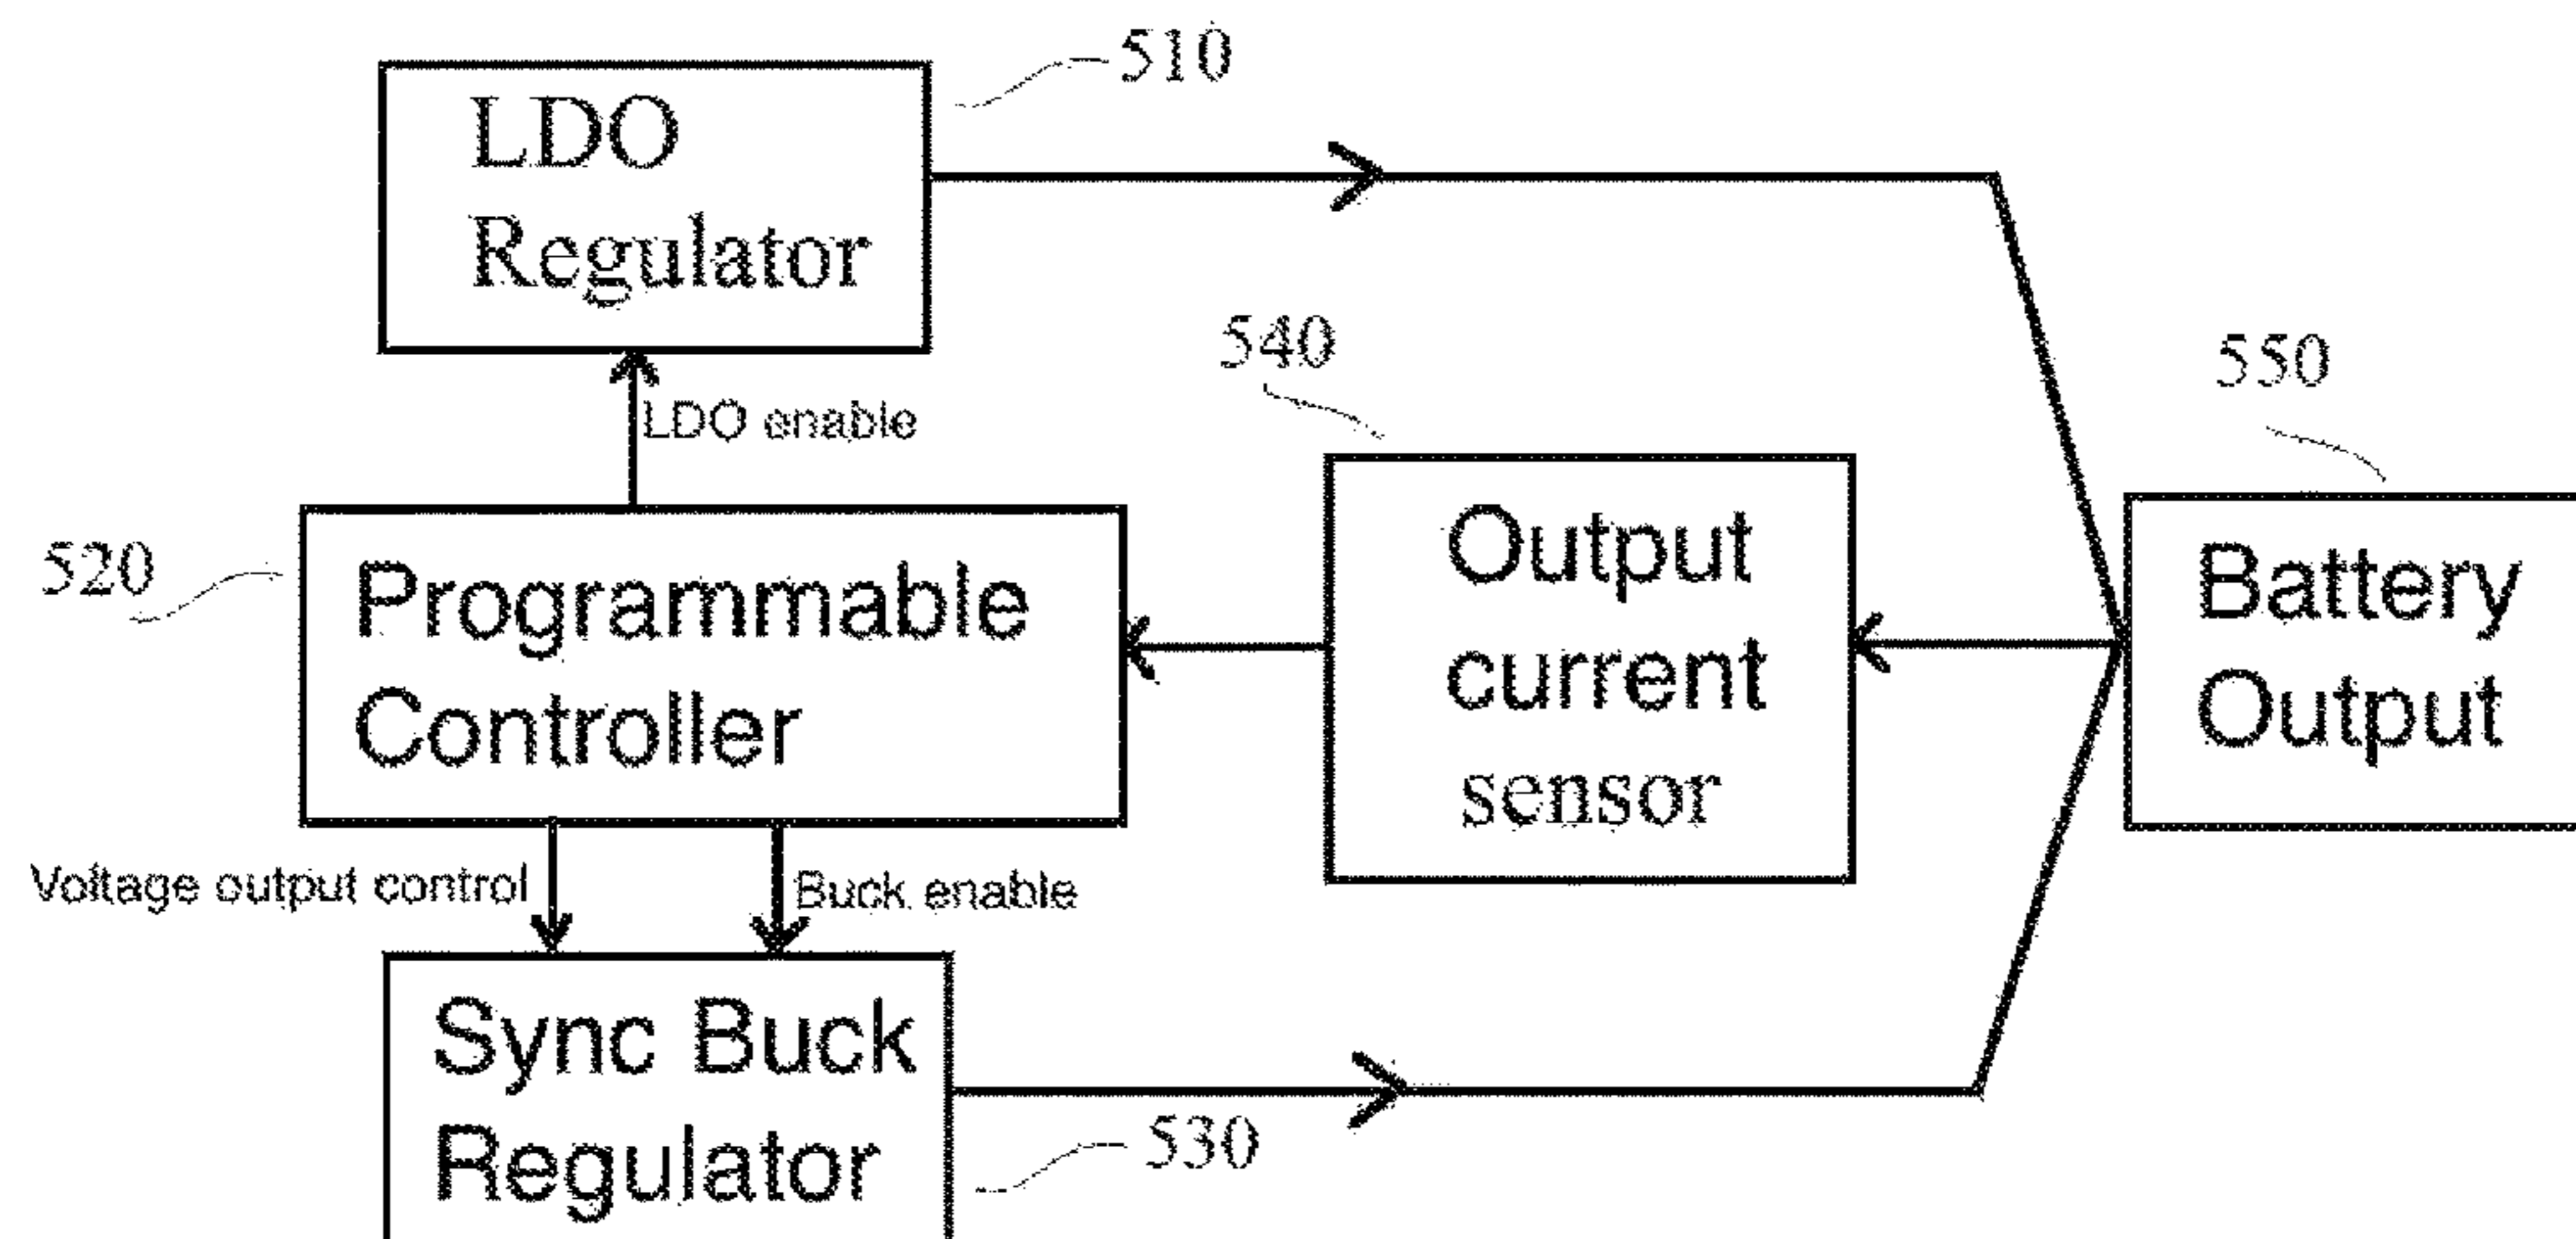 510
LDO
Regulator
540
550
LDO enable
520
Programmable
Controller
Output
current
sensor
Battery
Output
Voltage output control
Buck enable
Sync Buck
Regulator
530